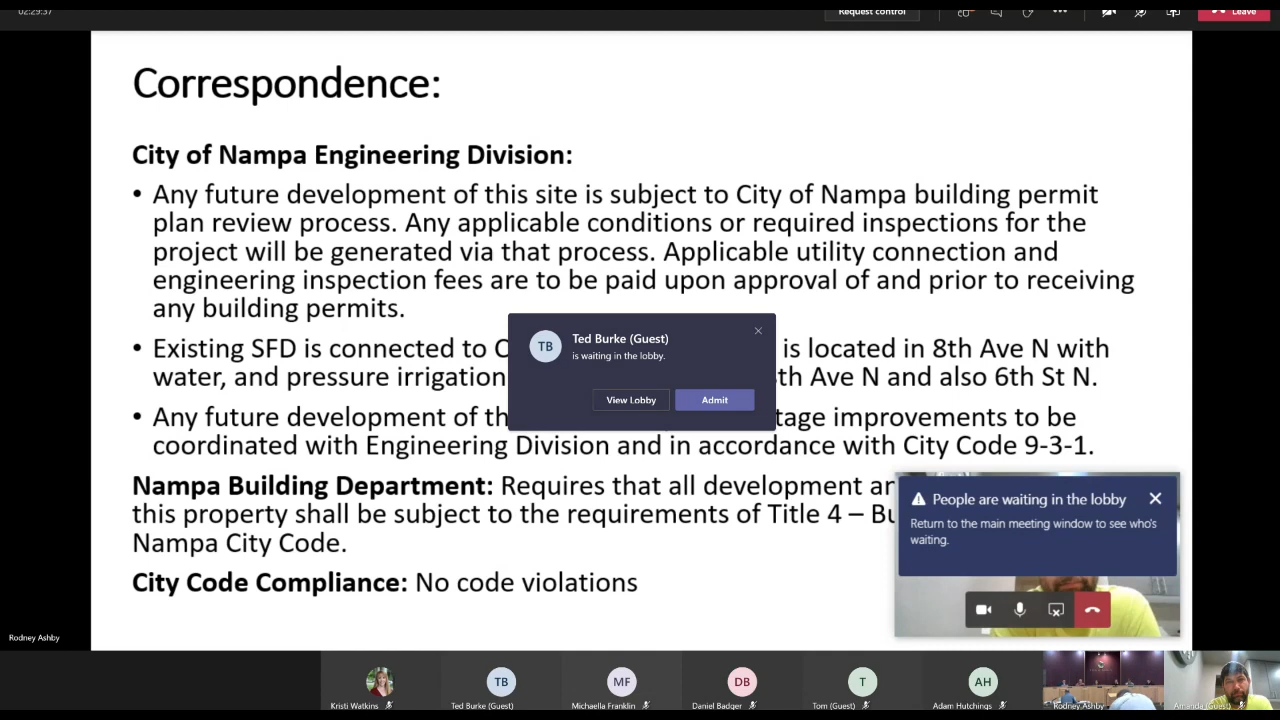 02:29:37
Request control
Leave
Correspondence:
City of Nampa Engineering Division:
• Any future development of this site is subject to City of Nampa building permit
plan review process. Any applicable conditions or required inspections for the
project will be generated via that process. Applicable utility connection and
engineering inspection fees are to be paid upon approval of and prior to receiving
any building permits.
• Existing SFD is connected to is located in 8th Ave N with
water, and pressure irrigation Ave N and also 6th St N.
• Any future development of improvements to be
coordinated with Engineering Division and in accordance with City Code 9-3-1.
Nampa Building Department: Requires that all development
this property shall be subject to the requirements of Title 4 –
Nampa City Code.
City Code Compliance: No code violations
TB
Ted Burke (Guest)
is waiting in the lobby.
View Lobby
Admit
People are waiting in the lobby
Return to the main meeting window to see who's
waiting.
Rodney Ashby
Kristi Watkins
TB
Ted Burke (Guest)
MF
Michaella Franklin
DB
Daniel Badger
T
Tom (Guest)
AH
Adam Hutchings
Rodney Ashby
Amanda (Guest)